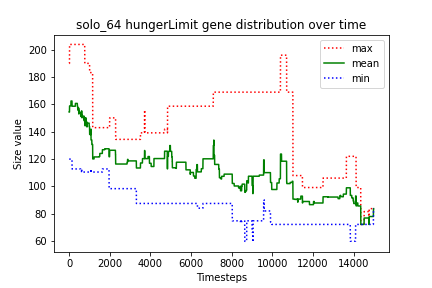 solo_64 hungerLimit gene distribution over time
max
mean
min
Size value
200
180
160
140
120
100
80
60
0
2000
4000
6000
8000
10000
12000
14000
Timesteps